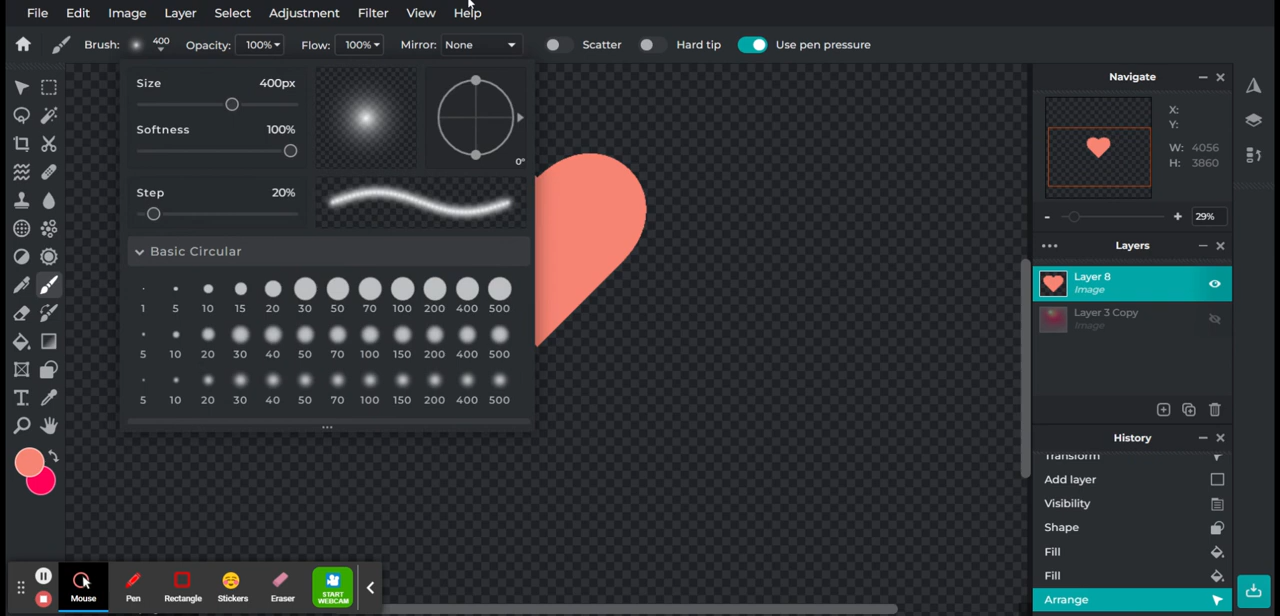 File Edit Image Layer Select Adjustment Filter View Help
Brush: 400 Opacity: 100% Flow: 100% Mirror: None Scatter Hard tip Use pen pressure
Size 400px
Softness 100%
0°
Step 20%
Basic Circular
1 5 10 15 20 30 50 70 100 200 400 500
5 10 20 30 40 50 70 100 150 200 400 500
5 10 20 30 40 50 70 100 150 200 400 500
Navigate
X:
Y:
W: 4056
H: 3860
- + 29%
Layers
Layer 8
Image
Layer 3 Copy
Image
History
Transform
Add layer
Visibility
Shape
Fill
Fill
Arrange
Mouse Pen Rectangle Stickers Eraser START WEBCAM